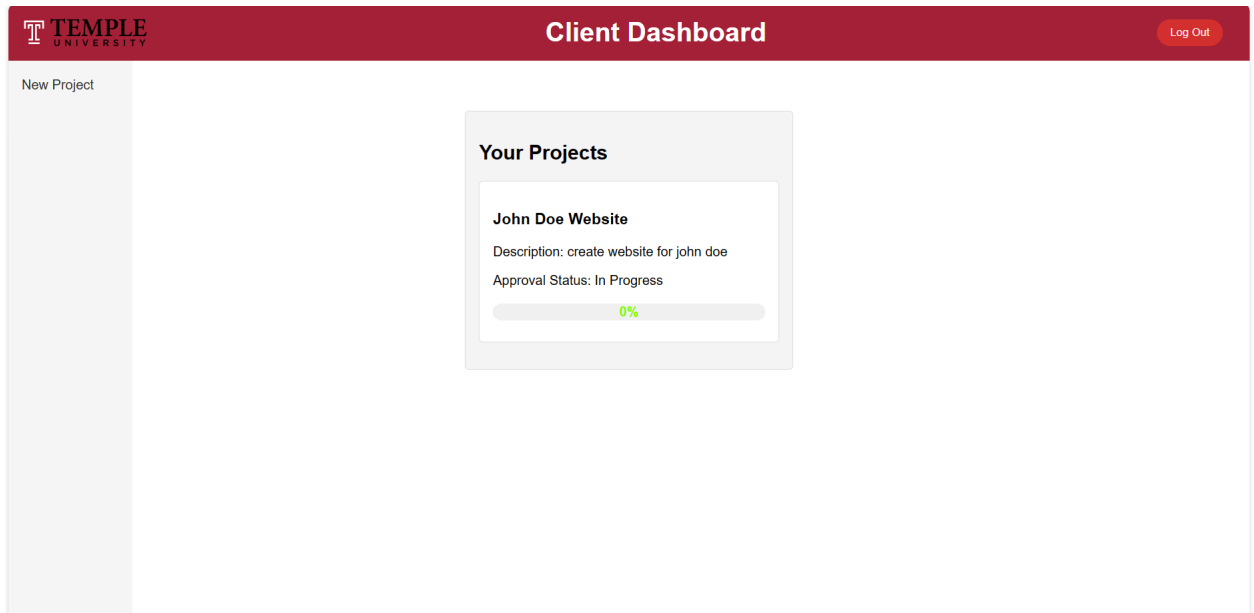 TEMPLE
UNIVERSITY
Client Dashboard
Log Out
New Project
Your Projects
John Doe Website
Description: create website for john doe
Approval Status: In Progress
0%